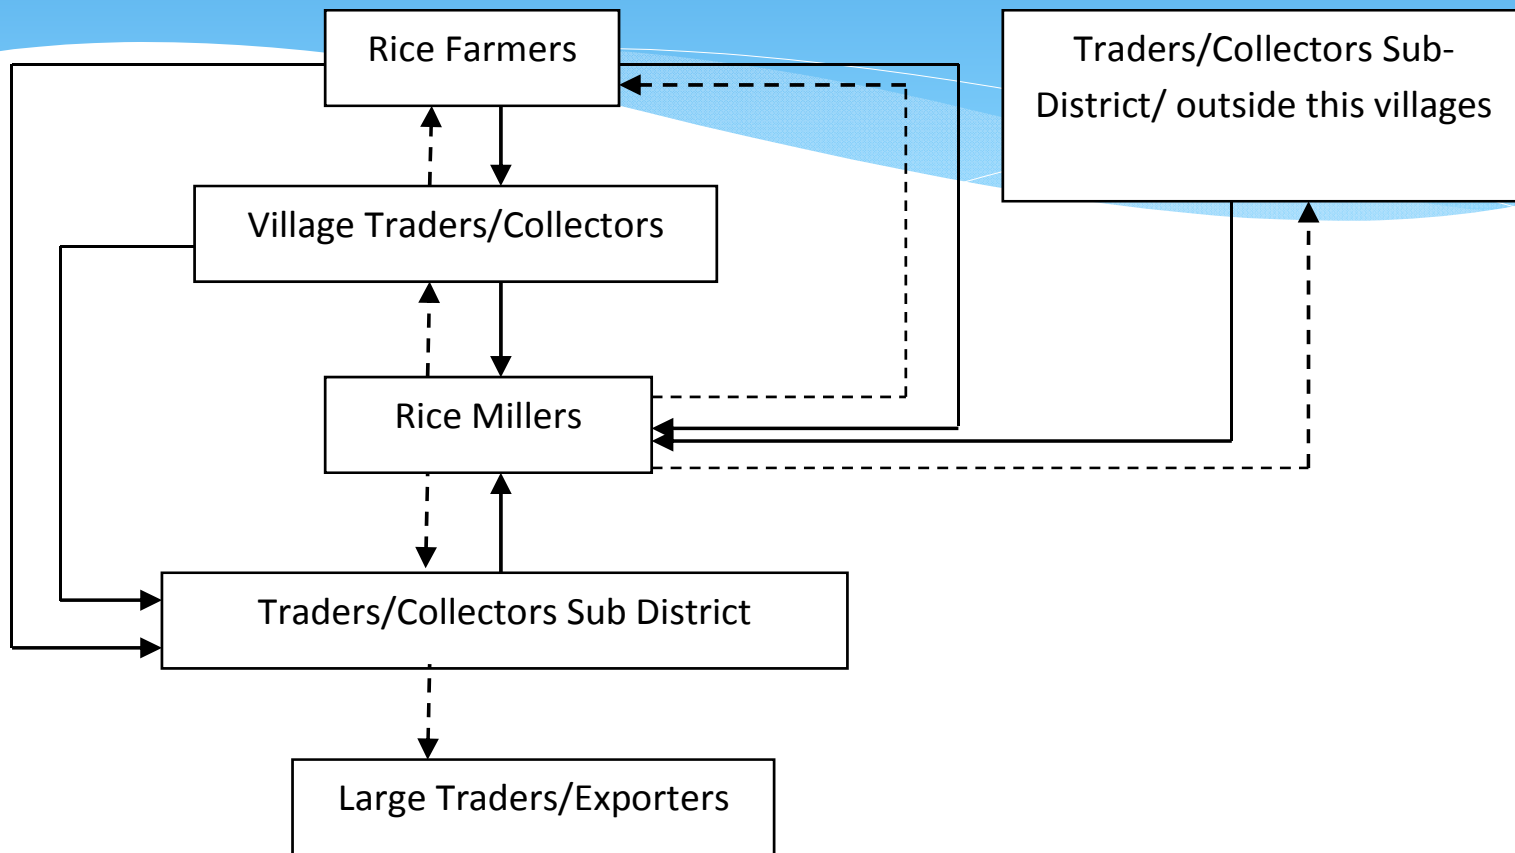 Rice Farmers
Traders/Collectors Sub-
District/ outside this villages
Village Traders/Collectors
Rice Millers
Traders/Collectors Sub District
Large Traders/Exporters